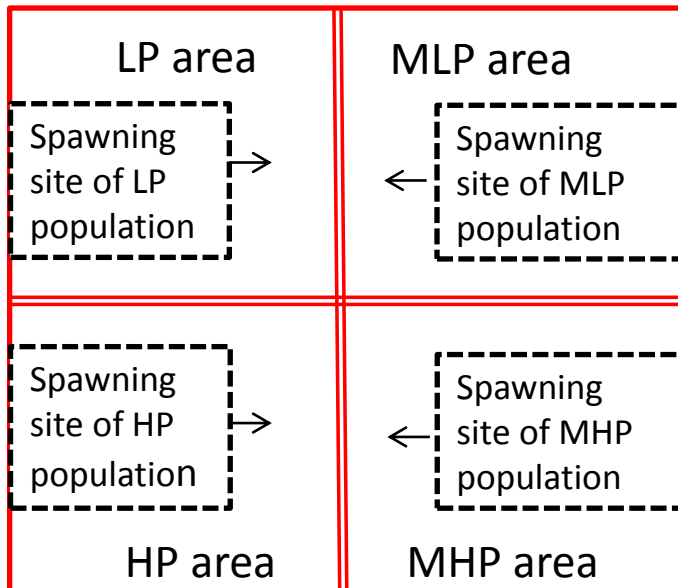 LP area
MLP area
Spawning
site of LP
population
Spawning
site of MLP
population
Spawning
site of HP
population
Spawning
site of MHP
population
HP area
MHP area